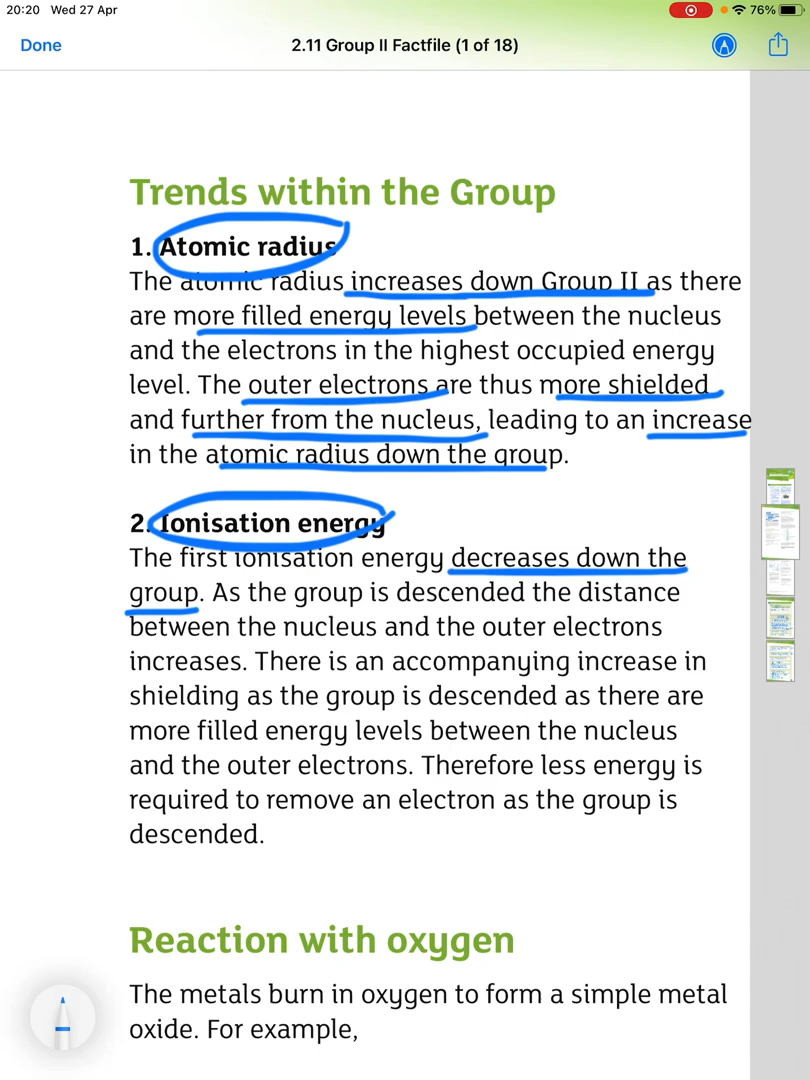 20:20 Wed 27 Apr 76%
Done 2.11 Group II Factfile (1 of 18)
Trends within the Group
1. Atomic radius
The atomic radius increases down Group II as there
are more filled energy levels between the nucleus
and the electrons in the highest occupied energy
level. The outer electrons are thus more shielded
and further from the nucleus, leading to an increase
in the atomic radius down the group.
2. Ionisation energy
The first ionisation energy decreases down the
group. As the group is descended the distance
between the nucleus and the outer electrons
increases. There is an accompanying increase in
shielding as the group is descended as there are
more filled energy levels between the nucleus
and the outer electrons. Therefore less energy is
required to remove an electron as the group is
descended.
Reaction with oxygen
The metals burn in oxygen to form a simple metal
oxide. For example,